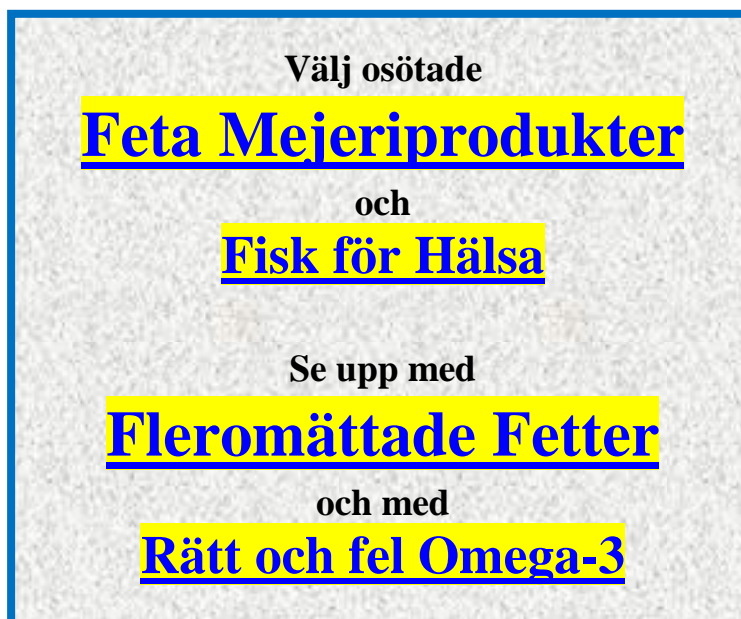 Välj osötade
Feta Mejeriprodukter
och
Fisk för Hälsa
Se upp med
Fleromättade Fetter
och med
Rätt och fel Omega-3